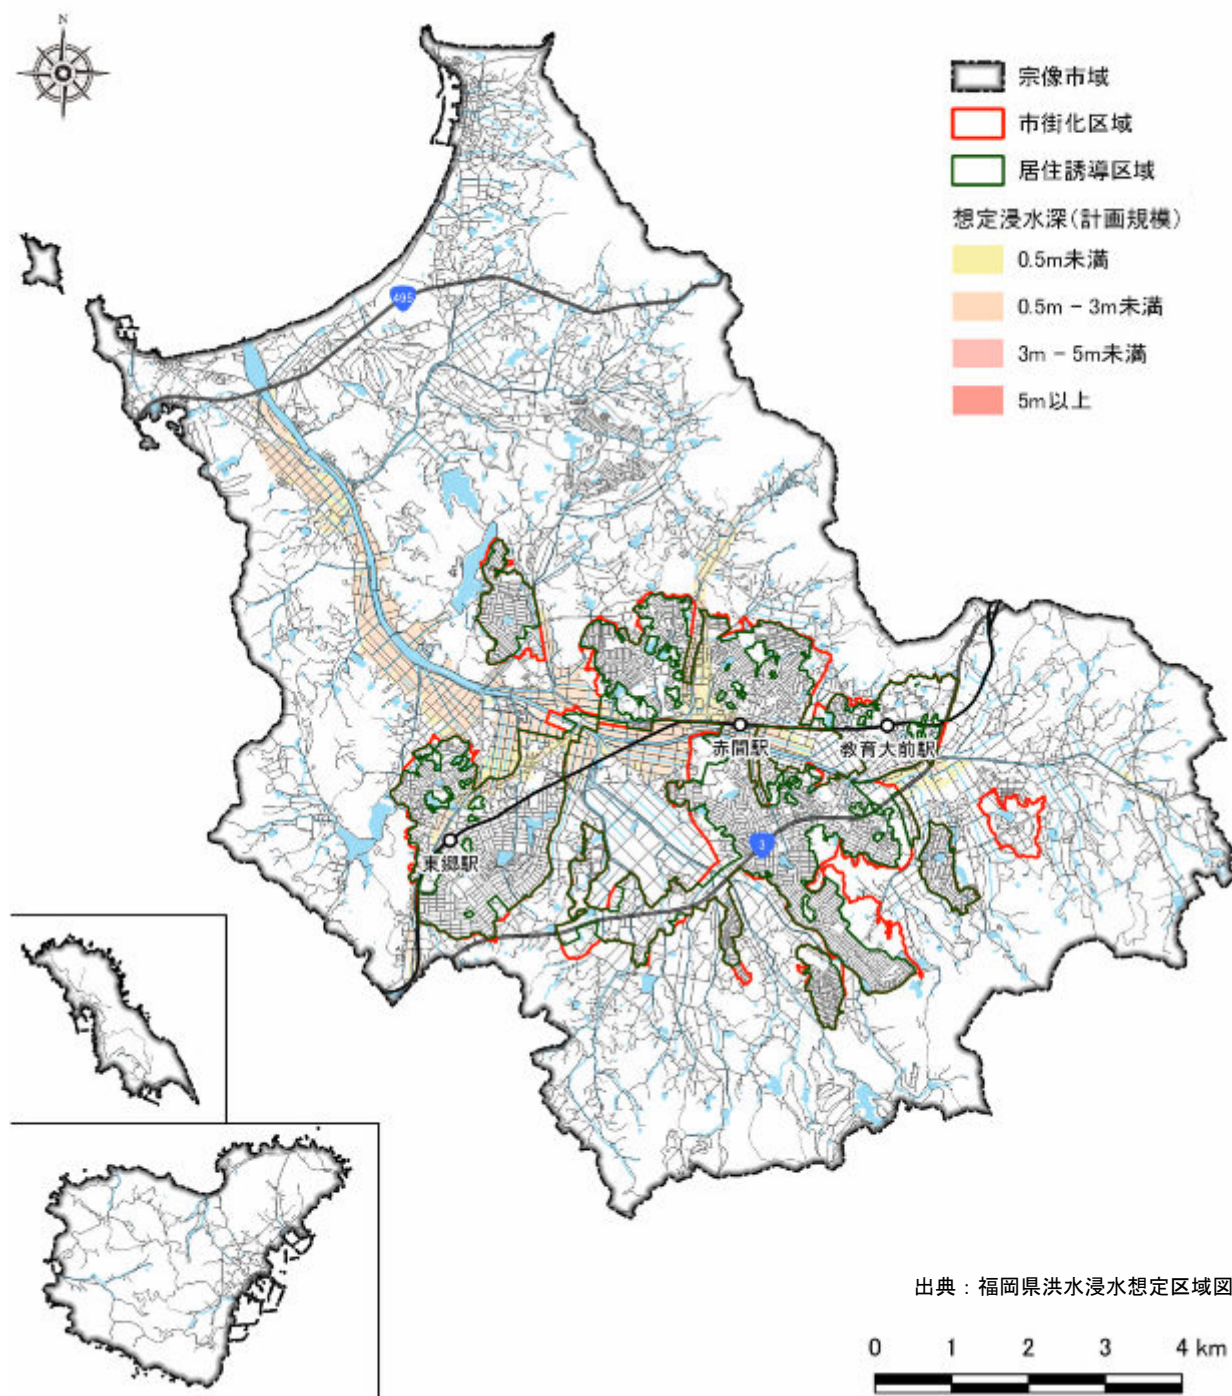 N
宗像市域
市街化区域
居住誘導区域
想定浸水深(計画規模)
0.5m未満
0.5m - 3m未満
3m - 5m未満
5m以上
495
赤間駅
教育大前駅
東郷駅
3
出典:福岡県洪水浸水想定区域図
0 1 2 3 4 km